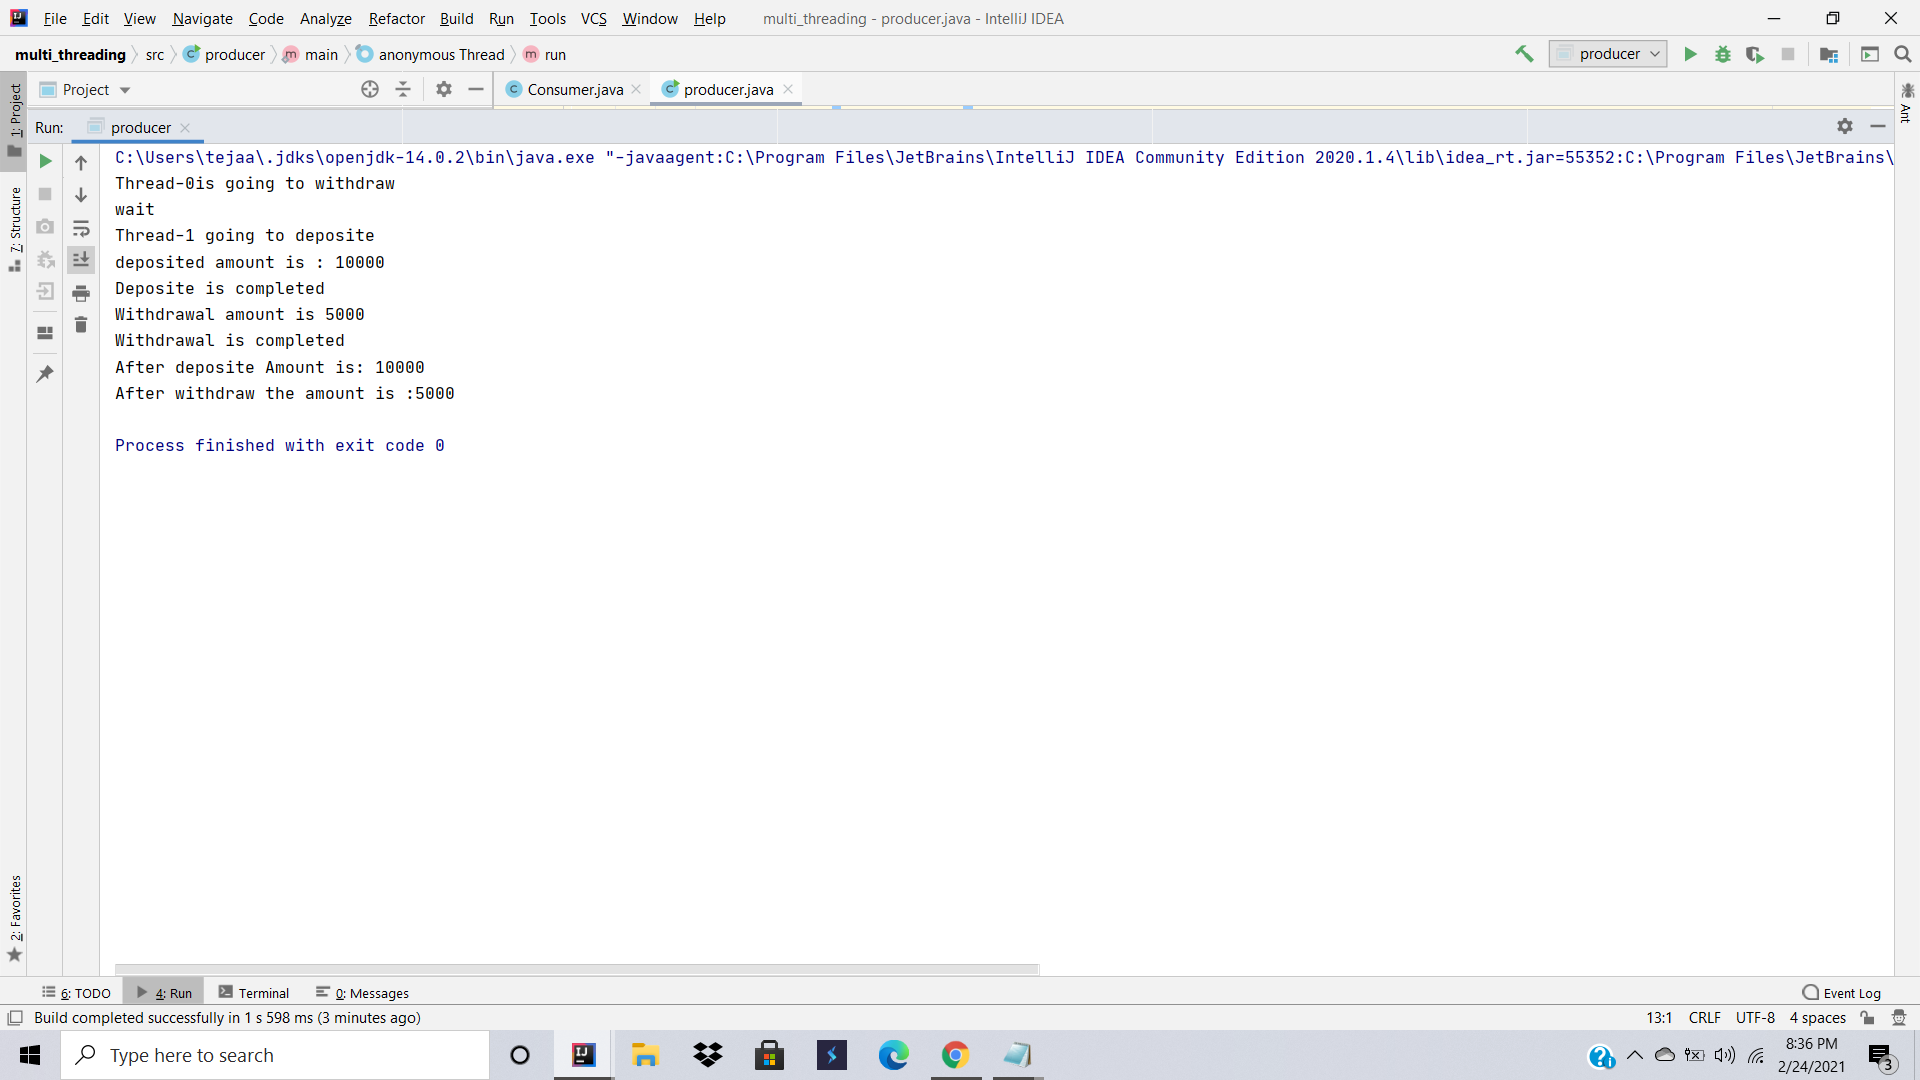 File Edit View Navigate Code Analyze Refactor Build Run Tools VCS Window Help multi_threading - producer.java - IntelliJ IDEA
multi_threading src producer main anonymous Thread run producer
Project Consumer.java producer.java
Run: producer
C:\Users\tejaa\.jdks\openjdk-14.0.2\bin\java.exe "-javaagent:C:\Program Files\JetBrains\IntelliJ IDEA Community Edition 2020.1.4\lib\idea_rt.jar=55352:C:\Program Files\JetBrains\
Thread-0is going to withdraw
wait
Thread-1 going to deposite
deposited amount is : 10000
Deposite is completed
Withdrawal amount is 5000
Withdrawal is completed
After deposite Amount is: 10000
After withdraw the amount is :5000
Process finished with exit code 0
1: Project
7: Structure
2: Favorites
Ant
6: TODO 4: Run Terminal 0: Messages Event Log
Build completed successfully in 1 s 598 ms (3 minutes ago) 13:1 CRLF UTF-8 4 spaces
Type here to search
8:36 PM
2/24/2021
3